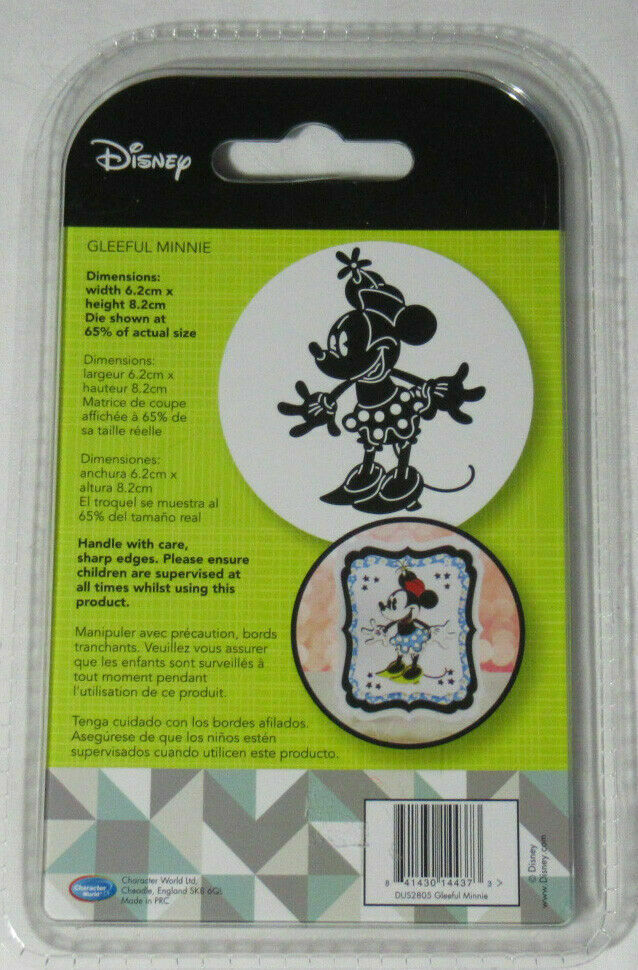 Disney
GLEEFUL MINNIE
Dimensions:
width 6.2cm x
height 8.2cm
Die shown at
65% of actual size
Dimensions:
largeur 6.2cm x
hauteur 8.2cm
Matrice de coupe
affichée à 65% de
sa taille réelle
Dimensiones:
anchura 6.2cm x
altura 8.2cm
El troquel se muestra al
65% del tamaño real
Handle with care,
sharp edges. Please ensure
children are supervised at
all times whilst using this
product.
Manipuler avec précaution, bords
tranchants. Veuillez vous assurer
que les enfants sont surveillés à
tout moment pendant
l'utilisation de ce produit.
Tenga cuidado con los bordes afilados.
Asegúrese de que los niños estén
supervisados cuando utilicen este producto.
Character
World
Character World Ltd,
Cheadle, England SK8 6GL
Made in PRC
8 41430 14437 3 >
DUS2805 Gleeful Minnie
© Disney
www.Disney.com